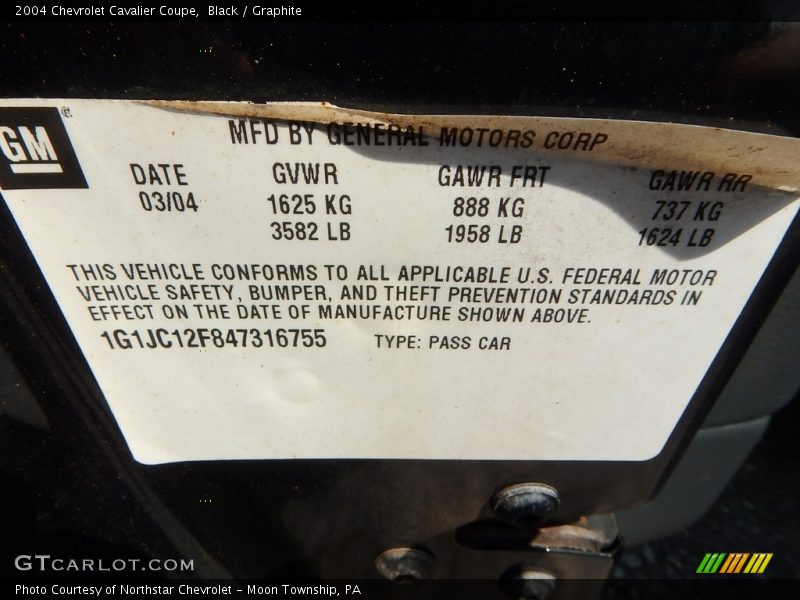 2004 Chevrolet Cavalier Coupe,  Black / Graphite
GM
MFD BY GENERAL MOTORS CORP
DATE GVWR GAWR FRT GAWR RR
03/04 1625 KG 888 KG 737 KG
3582 LB 1958 LB 1624 LB
THIS VEHICLE CONFORMS TO ALL APPLICABLE U.S. FEDERAL MOTOR
VEHICLE SAFETY, BUMPER, AND THEFT PREVENTION STANDARDS IN
EFFECT ON THE DATE OF MANUFACTURE SHOWN ABOVE.
1G1JC12F847316755 TYPE: PASS CAR
GTCARLOT.COM
Photo Courtesy of Northstar Chevrolet - Moon Township, PA